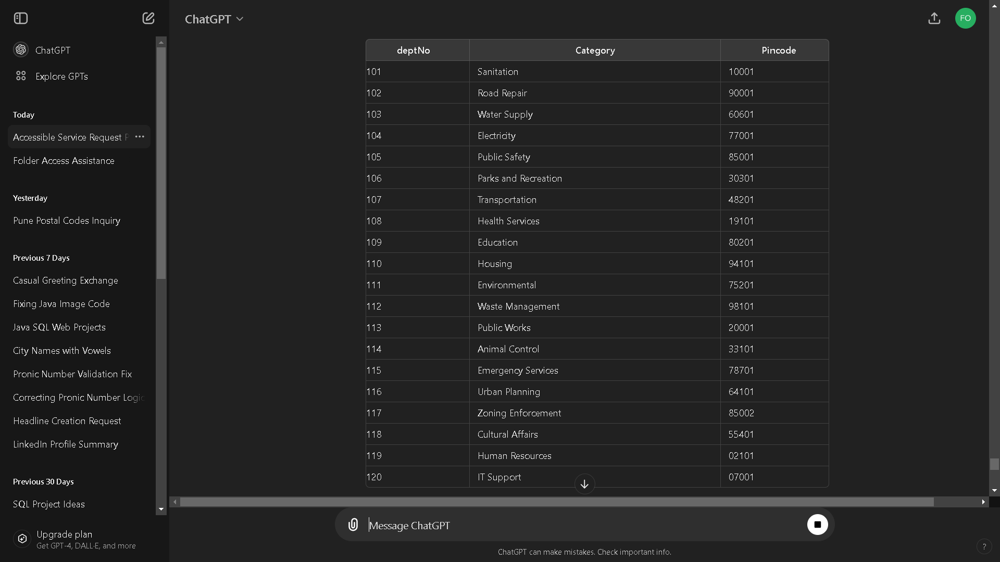 ChatGPT
Explore GPTs
Today
Accessible Service Request P
Folder Access Assistance
Yesterday
Pune Postal Codes Inquiry
Previous 7 Days
Casual Greeting Exchange
Fixing Java Image Code
Java SQL Web Projects
City Names with Vowels
Pronic Number Validation Fix
Correcting Pronic Number Logic
Headline Creation Request
LinkedIn Profile Summary
Previous 30 Days
SQL Project Ideas
Upgrade plan
Get GPT-4, DALL·E, and more
ChatGPT
FO
deptNo Category Pincode
101 Sanitation 10001
102 Road Repair 90001
103 Water Supply 60601
104 Electricity 77001
105 Public Safety 85001
106 Parks and Recreation 30301
107 Transportation 48201
108 Health Services 19101
109 Education 80201
110 Housing 94101
111 Environmental 75201
112 Waste Management 98101
113 Public Works 20001
114 Animal Control 33101
115 Emergency Services 78701
116 Urban Planning 64101
117 Zoning Enforcement 85002
118 Cultural Affairs 55401
119 Human Resources 02101
120 IT Support 07001
Message ChatGPT
ChatGPT can make mistakes. Check important info.
?